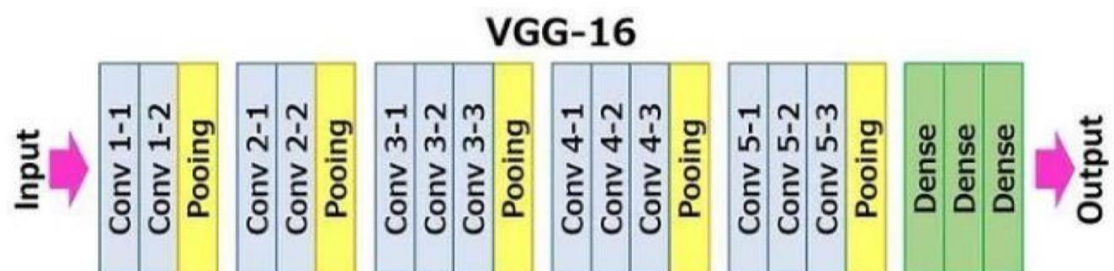 VGG-16
Input
Conv 1-1
Conv 1-2
Pooing
Conv 2-1
Conv 2-2
Pooing
Conv 3-1
Conv 3-2
Conv 3-3
Pooing
Conv 4-1
Conv 4-2
Conv 4-3
Pooing
Conv 5-1
Conv 5-2
Conv 5-3
Pooing
Dense
Dense
Dense
Output